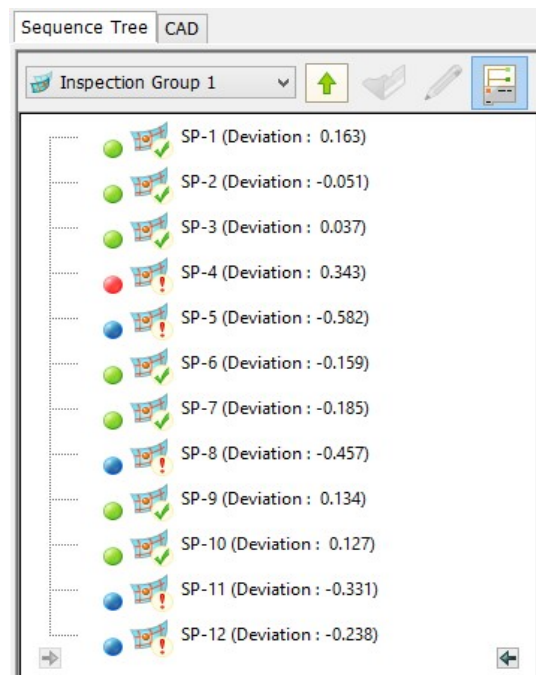 Sequence Tree CAD
Inspection Group 1
SP-1 (Deviation :  0.163)
SP-2 (Deviation : -0.051)
SP-3 (Deviation :  0.037)
SP-4 (Deviation :  0.343)
SP-5 (Deviation : -0.582)
SP-6 (Deviation : -0.159)
SP-7 (Deviation : -0.185)
SP-8 (Deviation : -0.457)
SP-9 (Deviation :  0.134)
SP-10 (Deviation :  0.127)
SP-11 (Deviation : -0.331)
SP-12 (Deviation : -0.238)